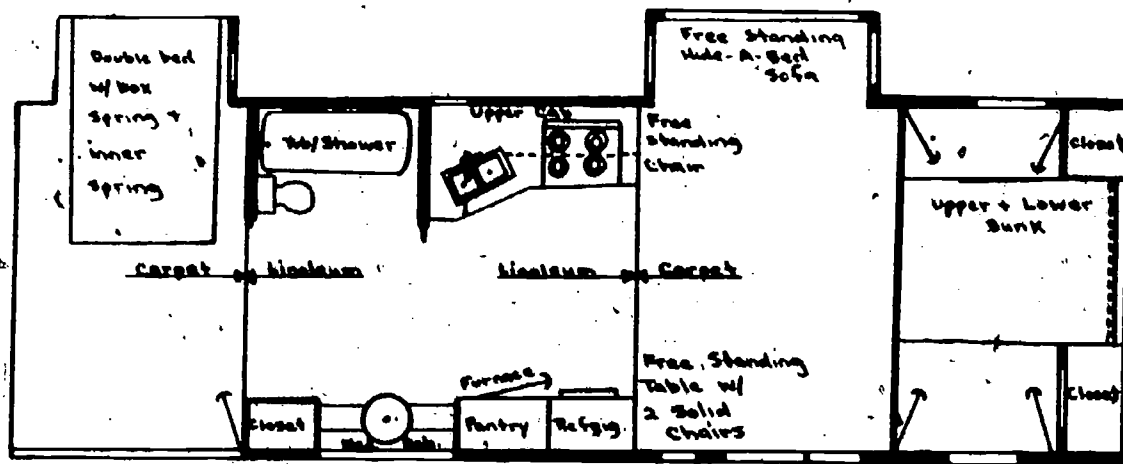 Double bed
w/ box
spring +
inner
spring
Tub/Shower
Upper Cab
Free Standing
Hide-A-Bed
Sofa
Free
Standing
Chair
Closet
Upper + Lower
Bunk
Carpet
Linoleum
Linoleum
Carpet
Closet
Furnace
Pantry
Refrig.
Free Standing
Table w/
2 Solid
Chairs
Closet